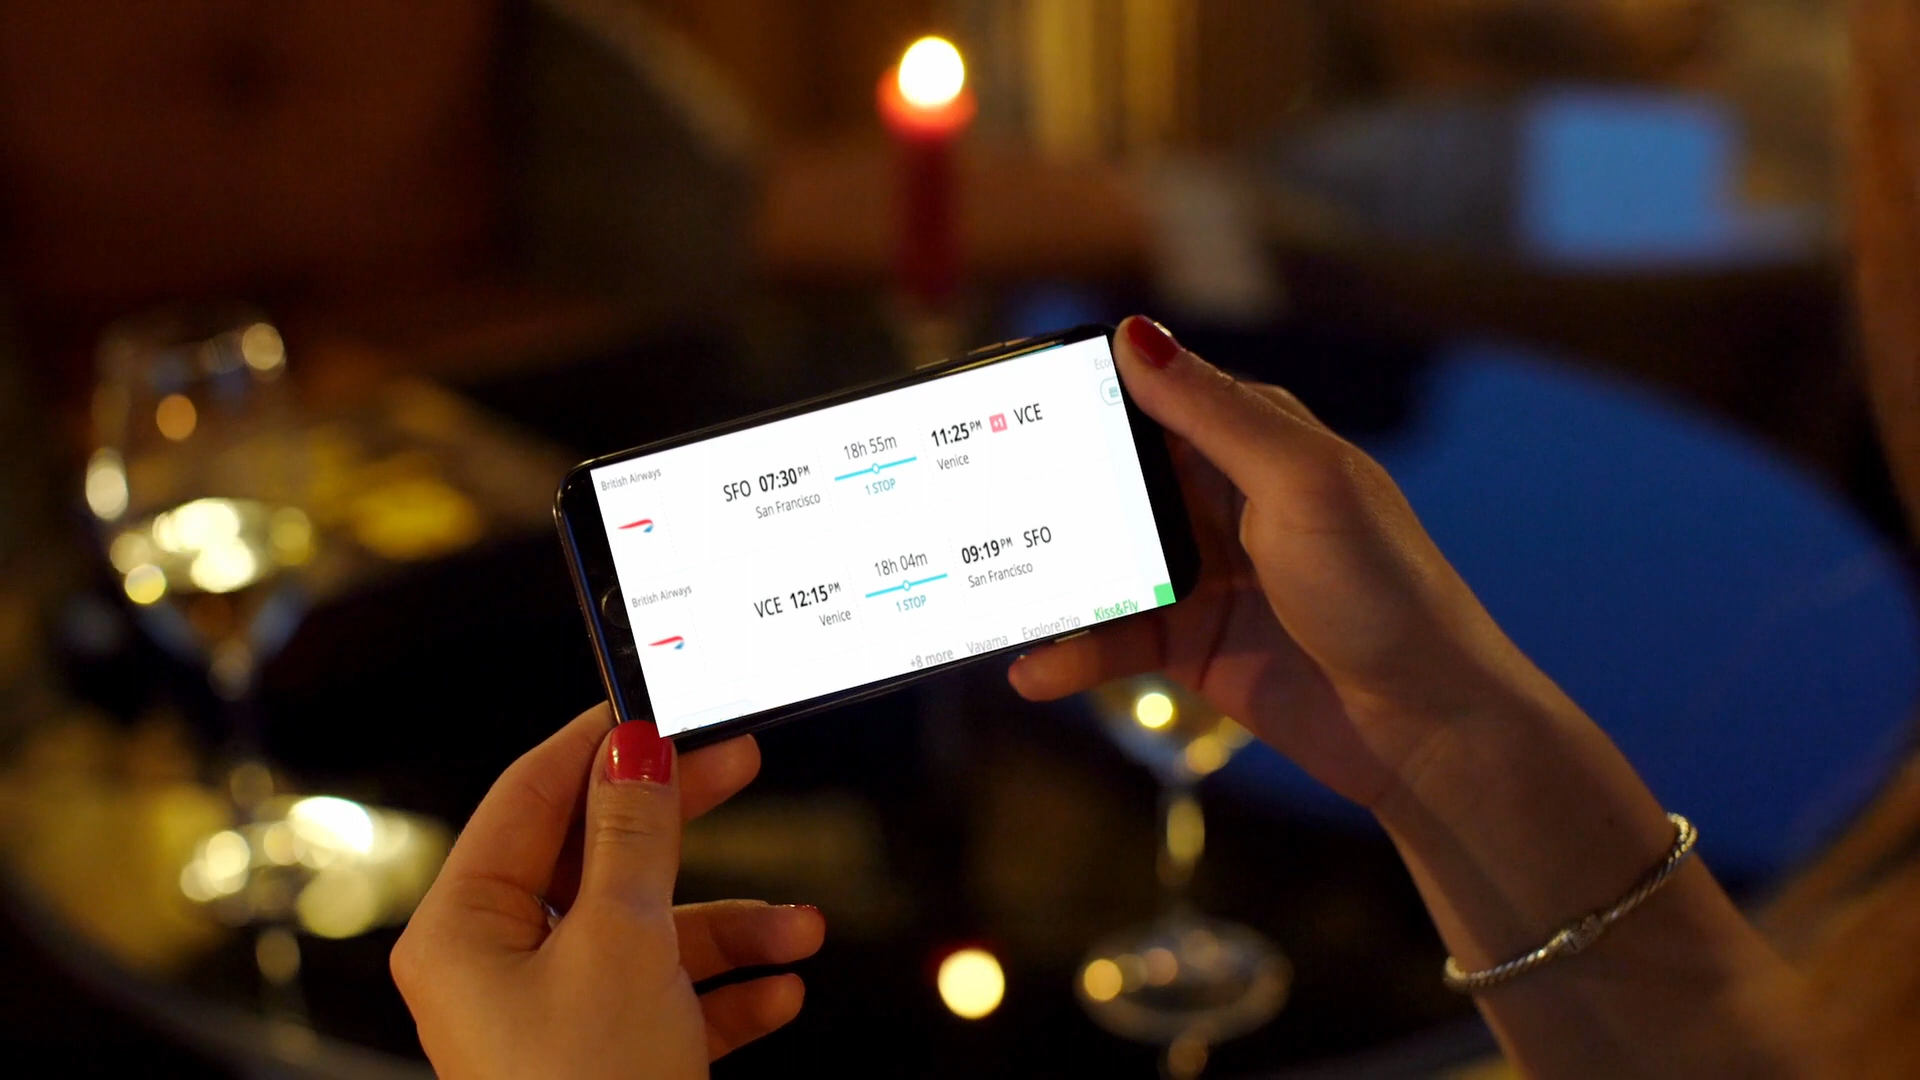 British Airways
SFO 07:30PM
San Francisco
18h 55m
1 STOP
11:25PM +1 VCE
Venice
British Airways
VCE 12:15PM
Venice
18h 04m
1 STOP
09:19PM SFO
San Francisco
+8 more Vayama ExploreTrip Kiss&Fly